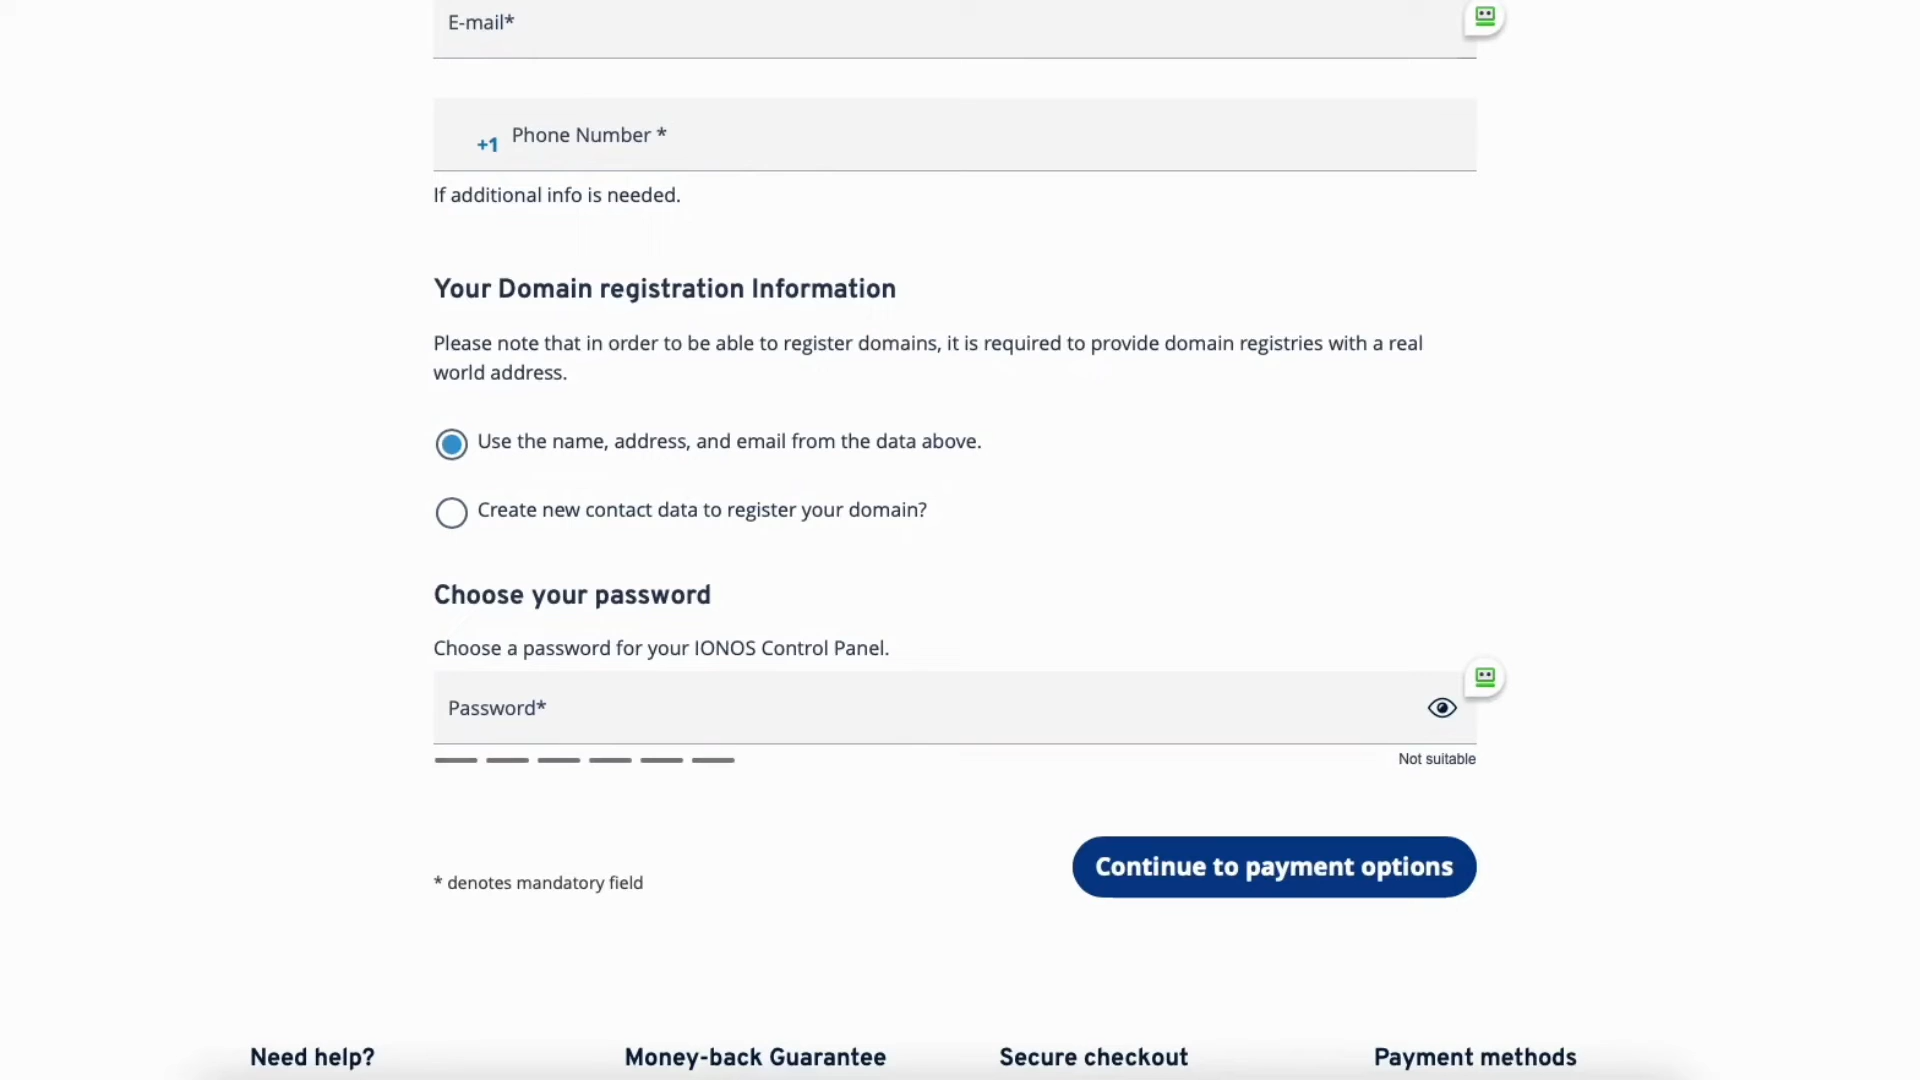 E-mail*
+1 Phone Number *
If additional info is needed.
Your Domain registration Information
Please note that in order to be able to register domains, it is required to provide domain registries with a real
world address.
Use the name, address, and email from the data above.
Create new contact data to register your domain?
Choose your password
Choose a password for your IONOS Control Panel.
Password*
Not suitable
* denotes mandatory field
Continue to payment options
Need help?
Money-back Guarantee
Secure checkout
Payment methods